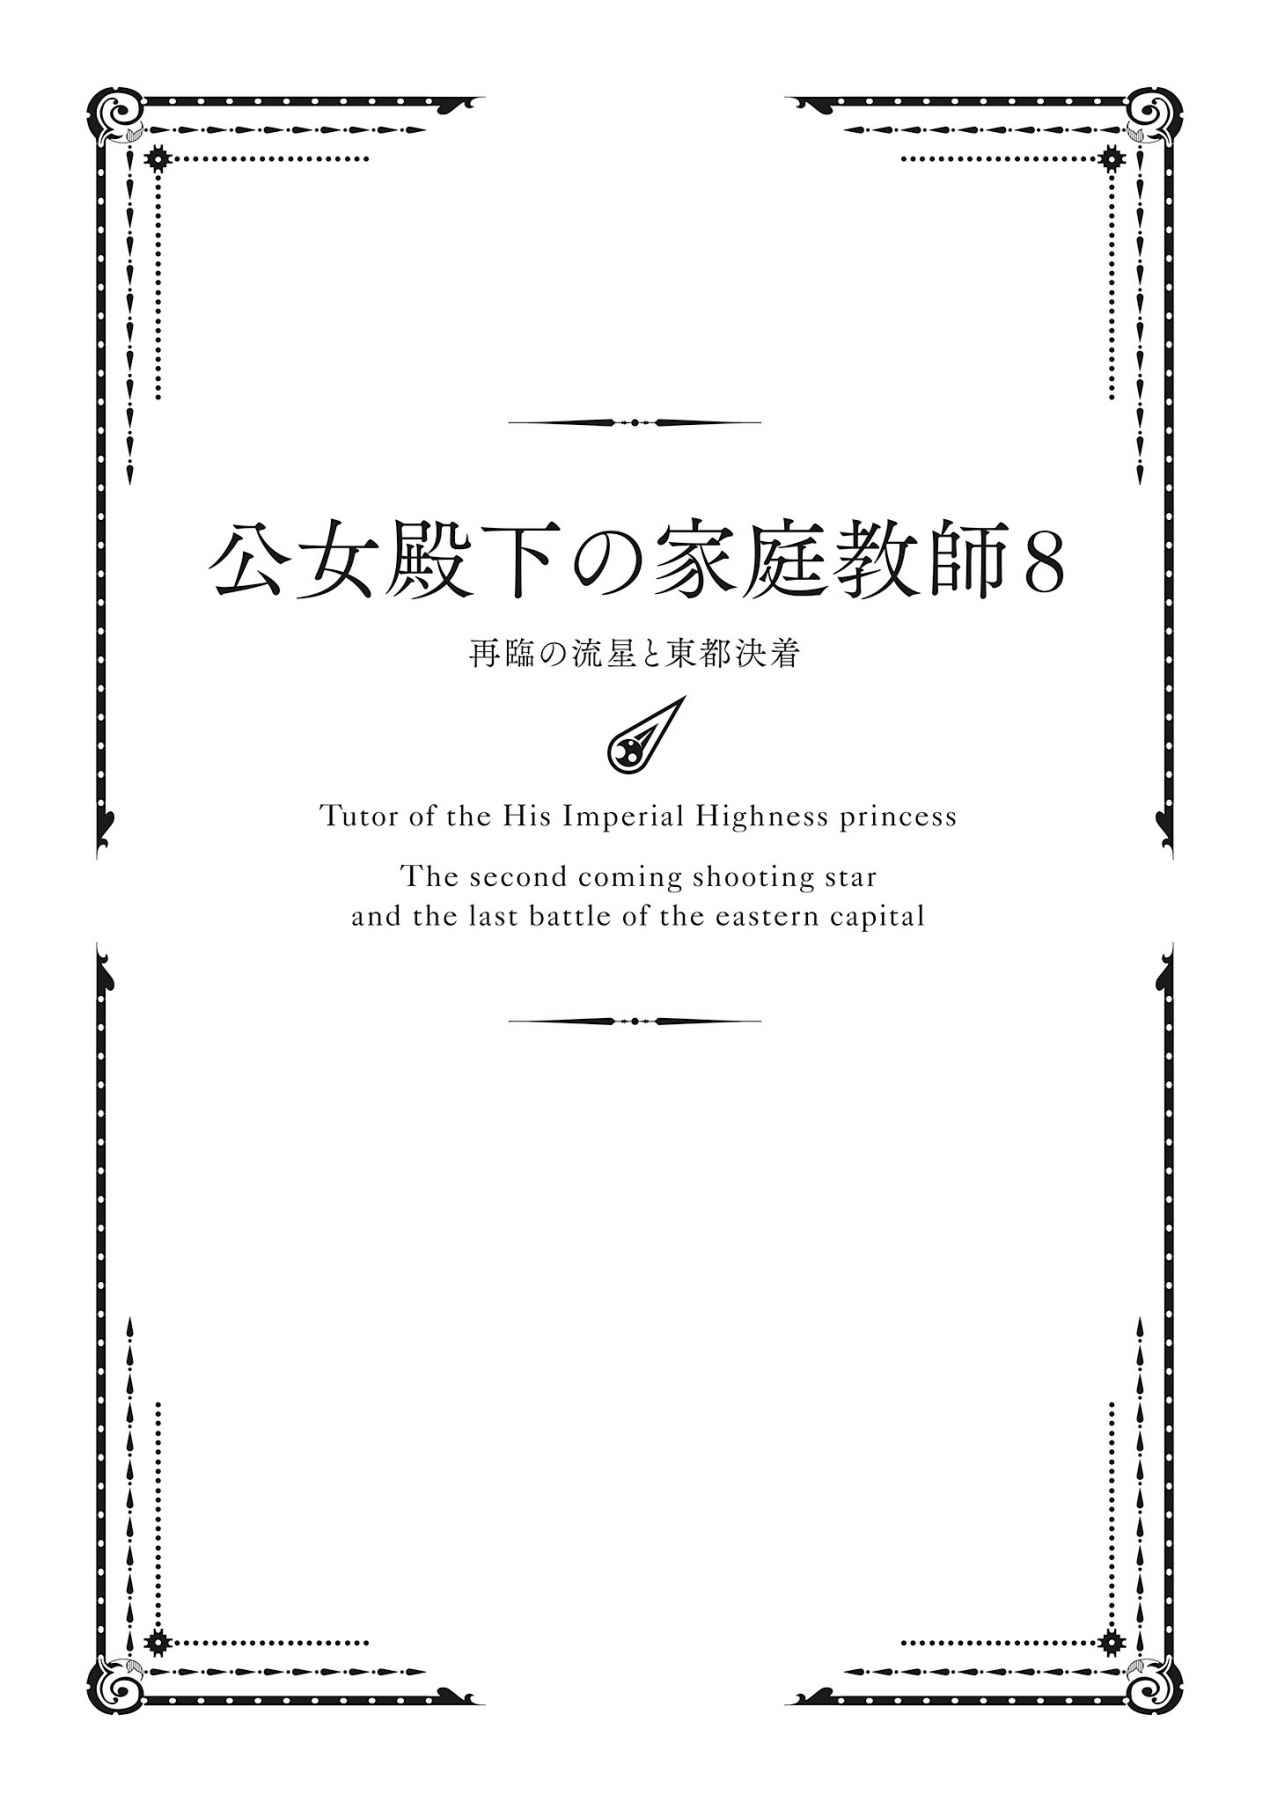 公女殿下の家庭教師8
再臨の流星と東都決着
Tutor of the His Imperial Highness princess
The second coming shooting star
and the last battle of the eastern capital